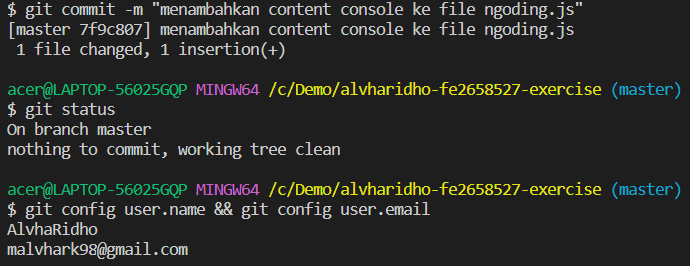 $ git commit -m "menambahkan content console ke file ngoding.js"
[master 7f9c807] menambahkan content console ke file ngoding.js
 1 file changed, 1 insertion(+)
acer@LAPTOP-56025GQP MINGW64 /c/Demo/alvharidho-fe2658527-exercise (master)
$ git status
On branch master
nothing to commit, working tree clean
acer@LAPTOP-56025GQP MINGW64 /c/Demo/alvharidho-fe2658527-exercise (master)
$ git config user.name && git config user.email
AlvhaRidho
malvhark98@gmail.com